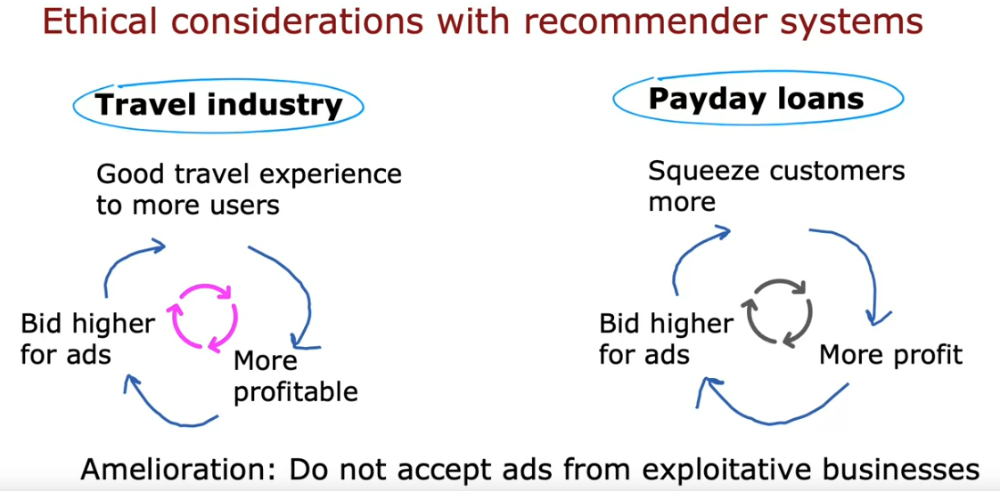 Ethical considerations with recommender systems
Travel industry
Good travel experience
to more users
Bid higher
for ads
More
profitable
Payday loans
Squeeze customers
more
Bid higher
for ads
More profit
Amelioration: Do not accept ads from exploitative businesses